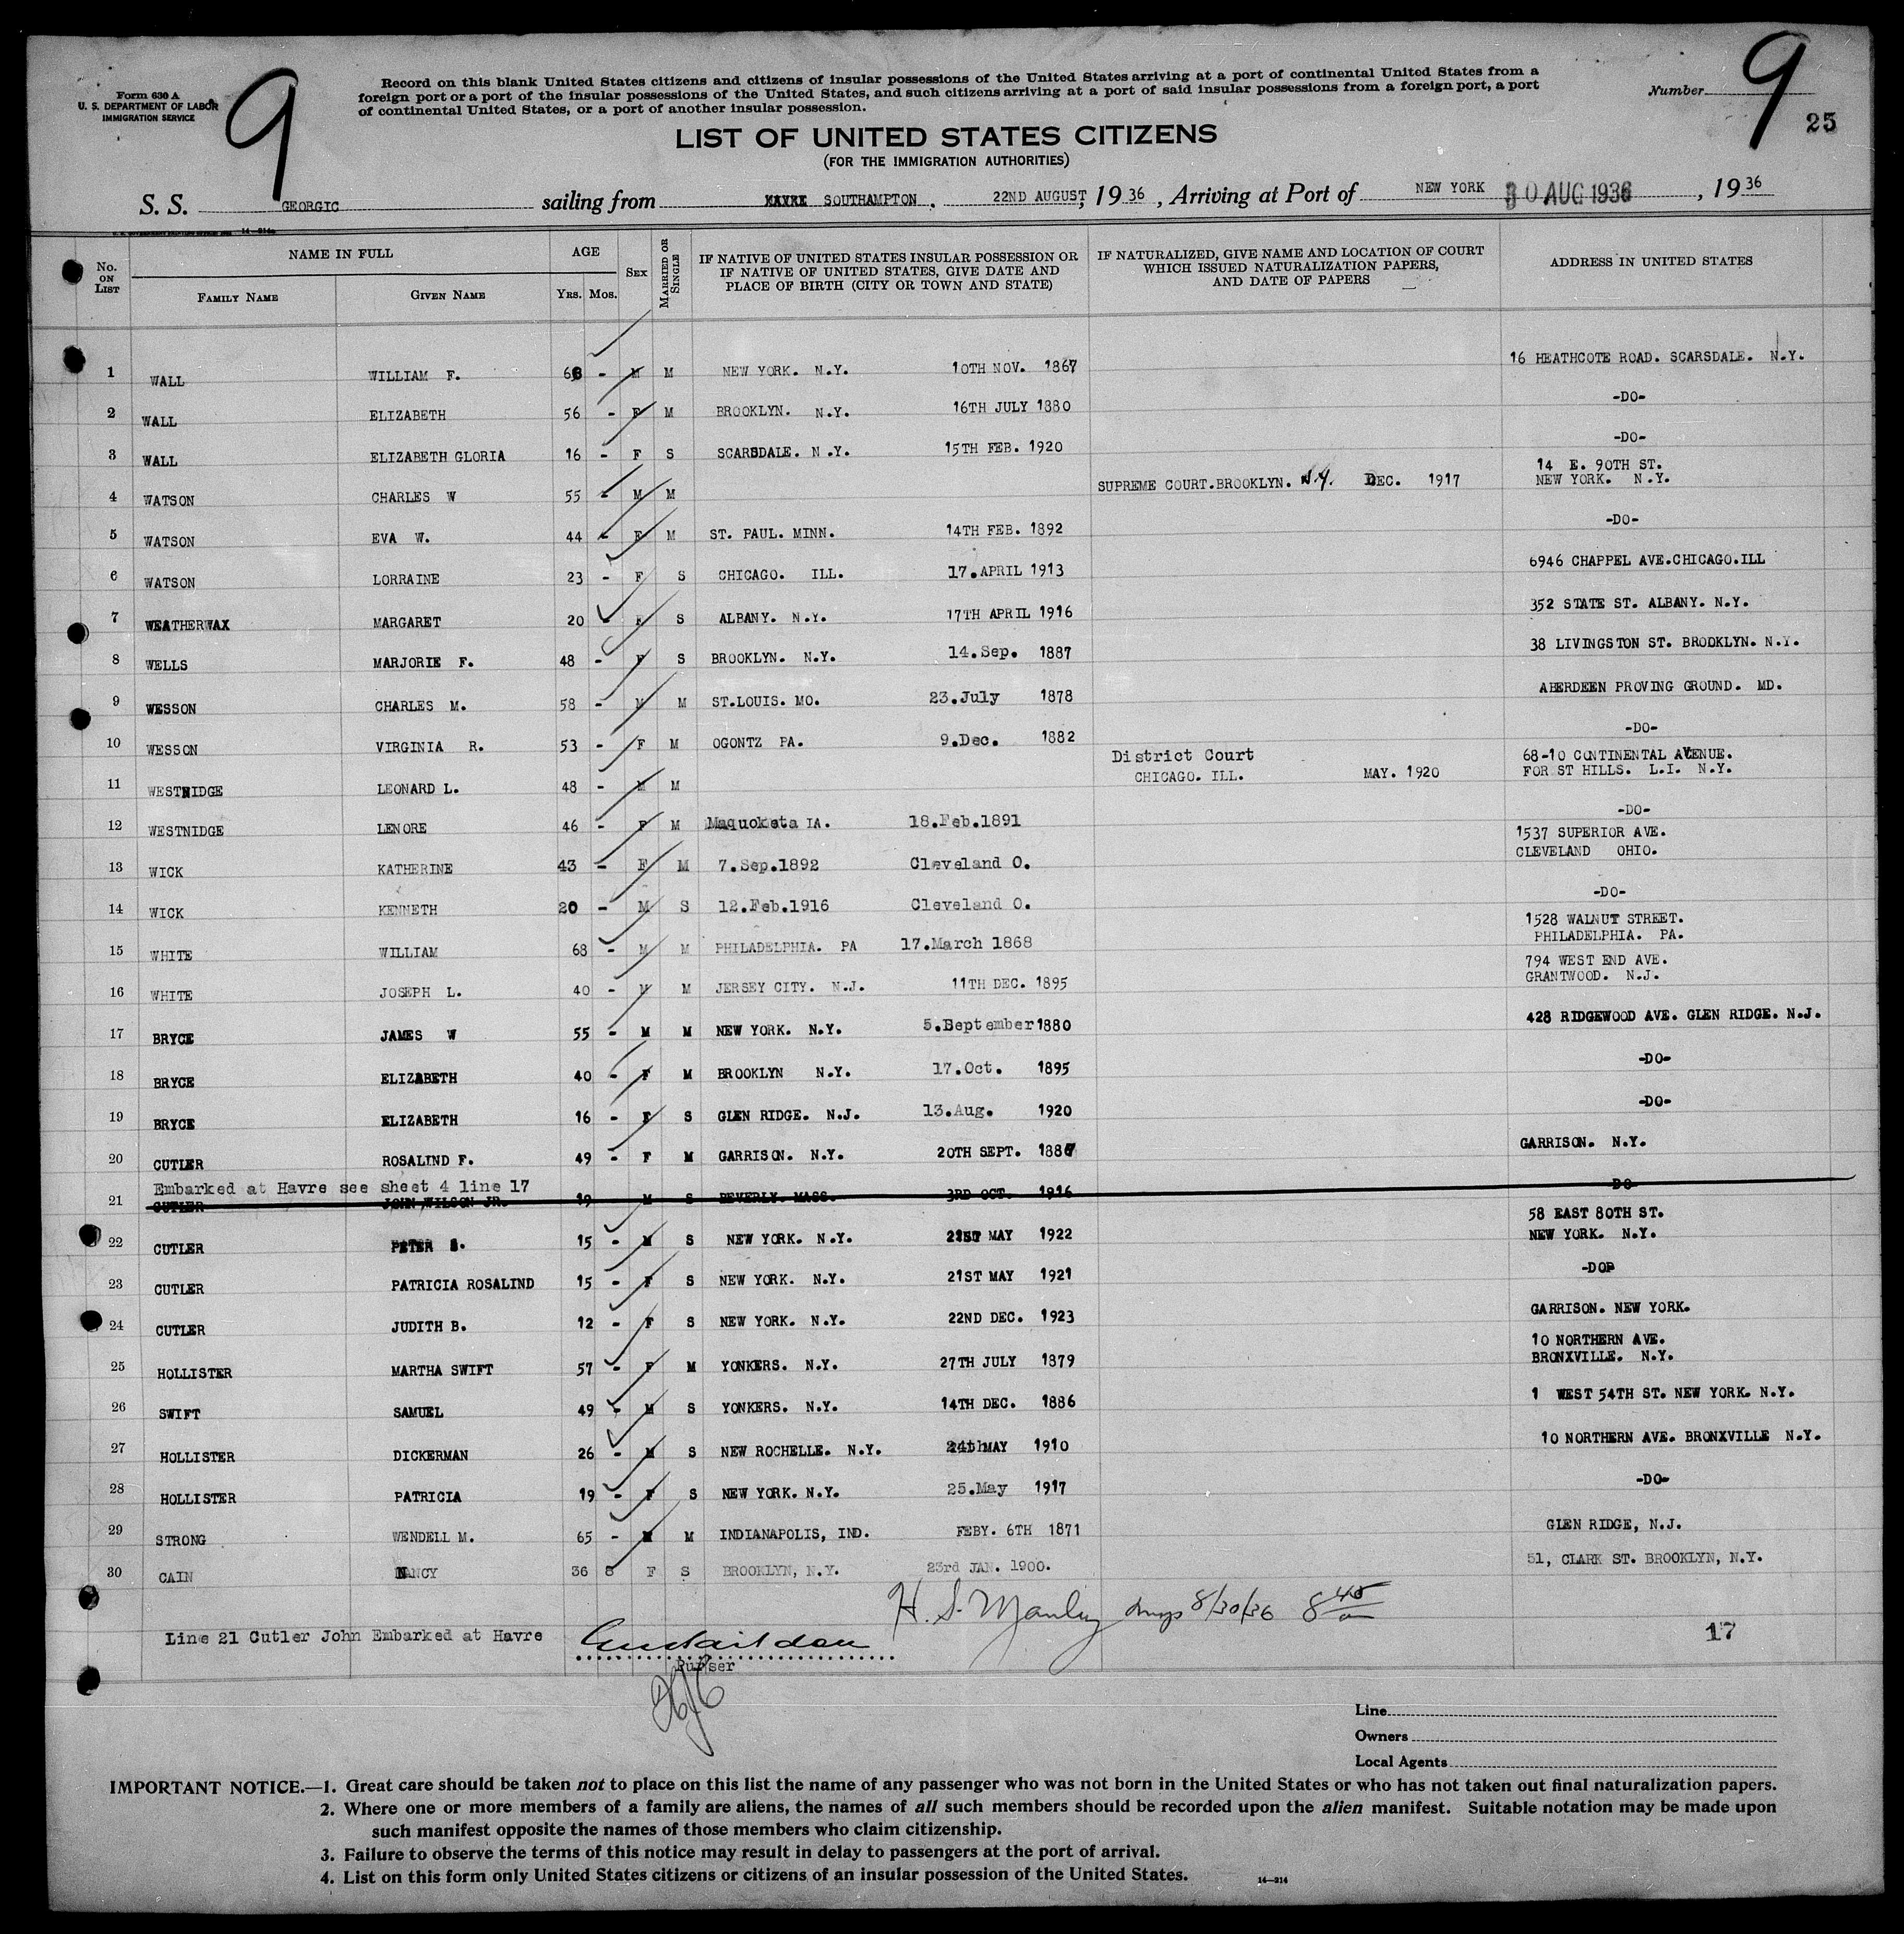 Form 630 A
U. S. DEPARTMENT OF LABOR
IMMIGRATION SERVICE
9
Record on this blank United States citizens and citizens of insular possessions of the United States arriving at a port of continental United States from a
foreign port or a port of the insular possessions of the United States, and such citizens arriving at a port of said insular possessions from a foreign port, a port
of continental United States, or a port of another insular possession.
Number 9
25
LIST OF UNITED STATES CITIZENS
(FOR THE IMMIGRATION AUTHORITIES)
S. S. GEORGIC sailing from HAVRE SOUTHAMPTON . 22ND AUGUST, 1936, Arriving at Port of NEW YORK 30 AUG 1936, 1936
No. ON LIST NAME IN FULL FAMILY NAME GIVEN NAME AGE YRS. MOS. SEX MARRIED OR SINGLE IF NATIVE OF UNITED STATES INSULAR POSSESSION OR IF NATIVE OF UNITED STATES, GIVE DATE AND PLACE OF BIRTH (CITY OR TOWN AND STATE) IF NATURALIZED, GIVE NAME AND LOCATION OF COURT WHICH ISSUED NATURALIZATION PAPERS, AND DATE OF PAPERS ADDRESS IN UNITED STATES
1 WALL WILLIAM F. 68 - M M NEW YORK. N.Y. 10TH NOV. 1867 16 HEATHCOTE ROAD. SCARSDALE. N.Y.
2 WALL ELIZABETH 56 - F M BROOKLYN. N.Y. 16TH JULY 1880 -DO-
3 WALL ELIZABETH GLORIA 16 - F S SCARSDALE. N.Y. 15TH FEB. 1920 -DO-
4 WATSON CHARLES W 55 - M M SUPREME COURT.BROOKLYN. N.Y. DEC. 1917 14 E. 90TH ST. NEW YORK. N.Y.
5 WATSON EVA W. 44 - F M ST. PAUL. MINN. 14TH FEB. 1892 -DO-
6 WATSON LORRAINE 23 - F S CHICAGO. ILL. 17.APRIL 1913 6946 CHAPPEL AVE.CHICAGO.ILL
7 WEATHERWAX MARGARET 20 - F S ALBANY. N.Y. 17TH APRIL 1916 352 STATE ST. ALBANY. N.Y.
8 WELLS MARJORIE F. 48 - F S BROOKLYN. N.Y. 14.Sep. 1887 38 LIVINGSTON ST. BROOKLYN. N.Y.
9 WESSON CHARLES M. 58 - M M ST.LOUIS. MO. 23.July 1878 ABERDEEN PROVING GROUND. MD.
10 WESSON VIRGINIA R. 53 - F M OGONTZ PA. 9.Dec. 1882 -DO-
11 WESTNIDGE LEONARD L. 48 - M M District Court CHICAGO. ILL. MAY. 1920 68-10 CONTINENTAL AVENUE. FOR ST HILLS. L.I. N.Y.
12 WESTNIDGE LENORE 46 - F M Maquoketa IA. 18.Feb.1891 -DO-
13 WICK KATHERINE 43 - F M 7.Sep.1892 Cleveland O. 1537 SUPERIOR AVE. CLEVELAND OHIO.
14 WICK KENNETH 20 - M S 12.Feb.1916 Cleveland O. -DO-
15 WHITE WILLIAM 68 - M M PHILADELPHIA. PA 17.March 1868 1528 WALNUT STREET. PHILADELPHIA. PA.
16 WHITE JOSEPH L. 40 - M M JERSEY CITY. N.J. 11TH DEC. 1895 794 WEST END AVE. GRANTWOOD. N.J.
17 BRYCE JAMES W 55 - M M NEW YORK. N.Y. 5.September 1880 428 RIDGEWOOD AVE. GLEN RIDGE. N.J.
18 BRYCE ELIZABETH 40 - F M BROOKLYN N.Y. 17.Oct. 1895 -DO-
19 BRYCE ELIZABETH 16 - F S GLEN RIDGE. N.J. 13.Aug. 1920 -DO-
20 CUTLER ROSALIND F. 49 - F M GARRISON. N.Y. 20TH SEPT. 1887 GARRISON. N.Y.
Embarked at Havre see sheet 4 line 17
21 CUTLER JOHN WILSON JR. 19 M S BEVERLY. MASS. 3RD OCT. 1916 DO
22 CUTLER PETER 15 - M S NEW YORK. N.Y. 21ST MAY 1922 58 EAST 80TH ST. NEW YORK. N.Y.
23 CUTLER PATRICIA ROSALIND 15 - F S NEW YORK. N.Y. 21ST MAY 1921 -DOP
24 CUTLER JUDITH B. 12 - F S NEW YORK. N.Y. 22ND DEC. 1923 GARRISON. NEW YORK.
25 HOLLISTER MARTHA SWIFT 57 - F M YONKERS. N.Y. 27TH JULY 1879 10 NORTHERN AVE. BRONXVILLE. N.Y.
26 SWIFT SAMUEL 49 - M S YONKERS. N.Y. 14TH DEC. 1886 1 WEST 54TH ST. NEW YORK. N.Y.
27 HOLLISTER DICKERMAN 26 - M S NEW ROCHELLE. N.Y. 24th MAY 1910 10 NORTHERN AVE. BRONXVILLE N.Y.
28 HOLLISTER PATRICIA 19 - F S NEW YORK. N.Y. 25.May 1917 -DO-
29 STRONG WENDELL M. 65 - M M INDIANAPOLIS, IND. FEBY. 6TH 1871 GLEN RIDGE, N.J.
30 CAIN NANCY 36 8 F S BROOKLYN, N.Y. 23rd JAN. 1900. 51, CLARK ST. BROOKLYN, N.Y.
H. S. Manley 8/30/36 8 45
Line 21 Cutler John Embarked at Havre
17
Purser
Line
Owners
Local Agents
IMPORTANT NOTICE.—1. Great care should be taken not to place on this list the name of any passenger who was not born in the United States or who has not taken out final naturalization papers.
2. Where one or more members of a family are aliens, the names of all such members should be recorded upon the alien manifest. Suitable notation may be made upon
such manifest opposite the names of those members who claim citizenship.
3. Failure to observe the terms of this notice may result in delay to passengers at the port of arrival.
4. List on this form only United States citizens or citizens of an insular possession of the United States.
14—214